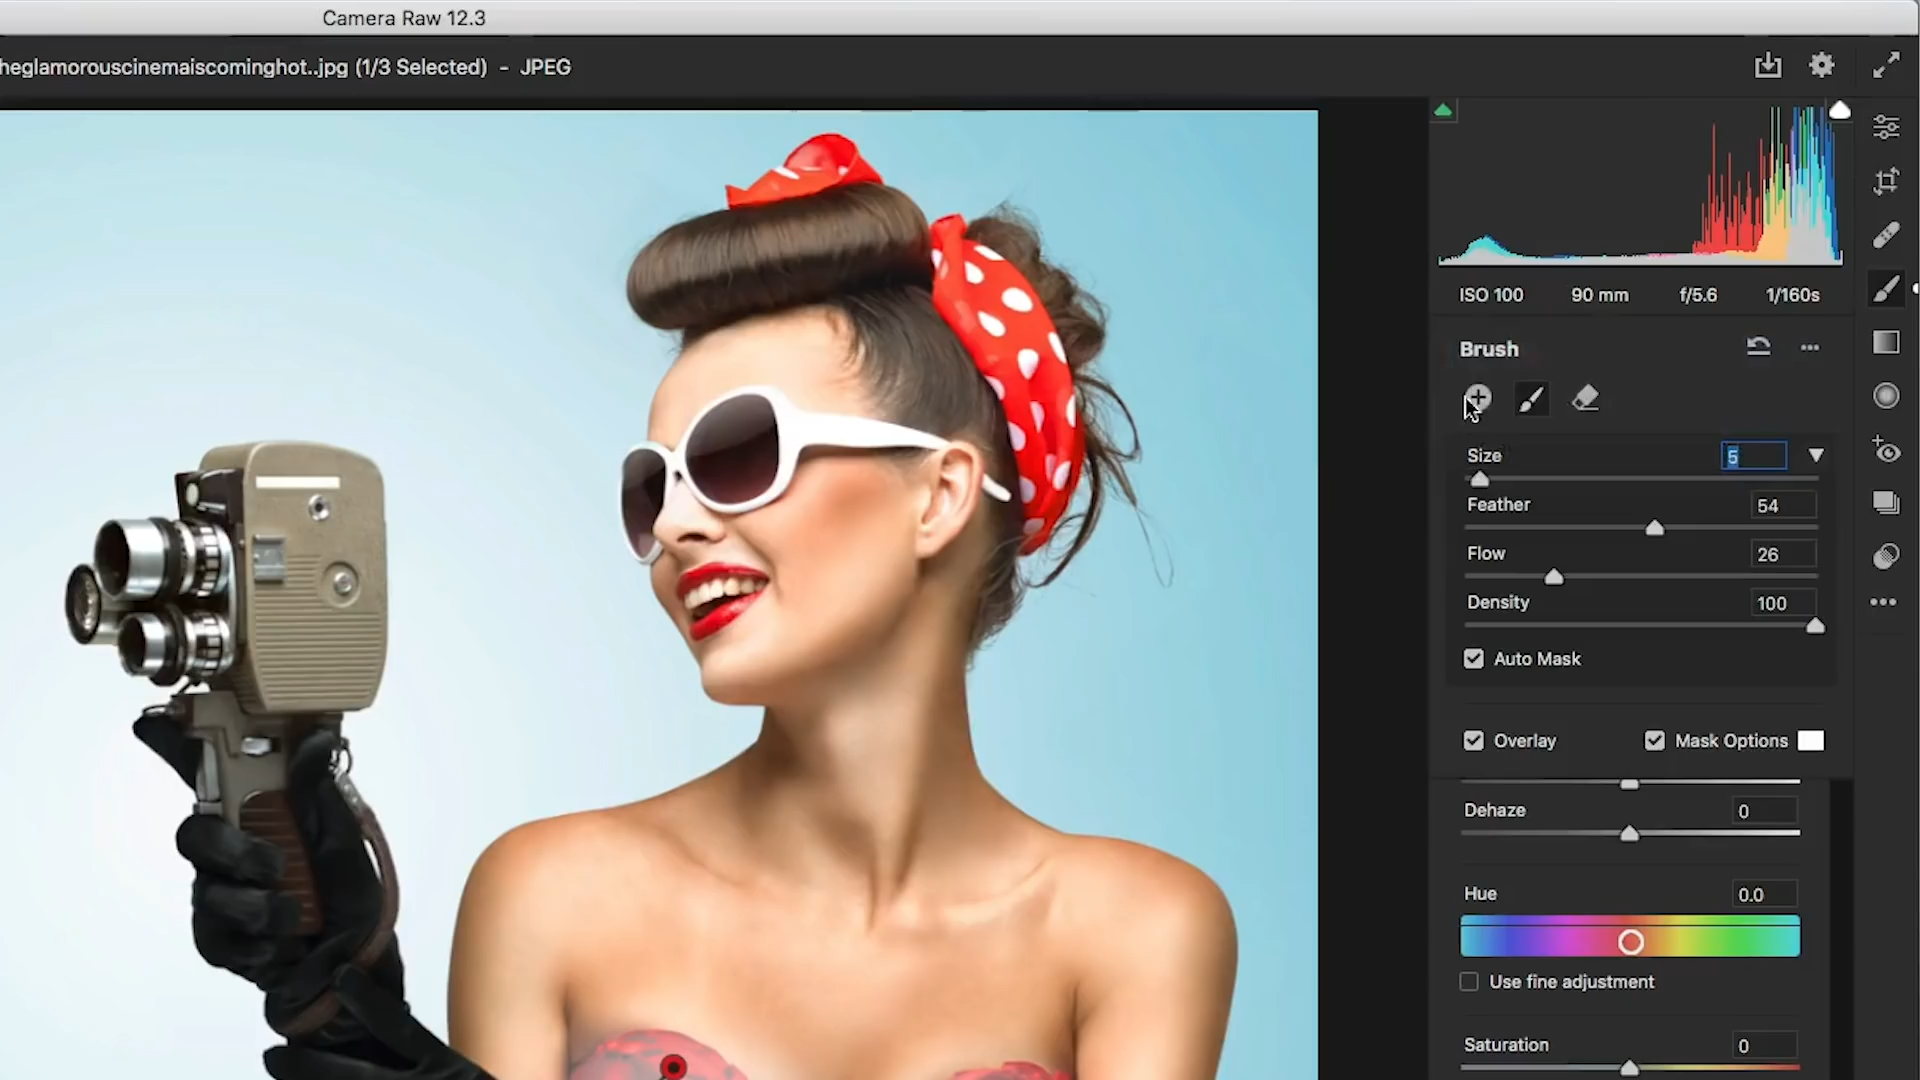 Camera Raw 12.3
heglamorouscinemaiscominghot..jpg (1/3 Selected) - JPEG
ISO 100 90 mm f/5.6 1/160s
Brush
Size 5
Feather 54
Flow 26
Density 100
Auto Mask
Overlay Mask Options
Dehaze 0
Hue 0.0
Use fine adjustment
Saturation 0